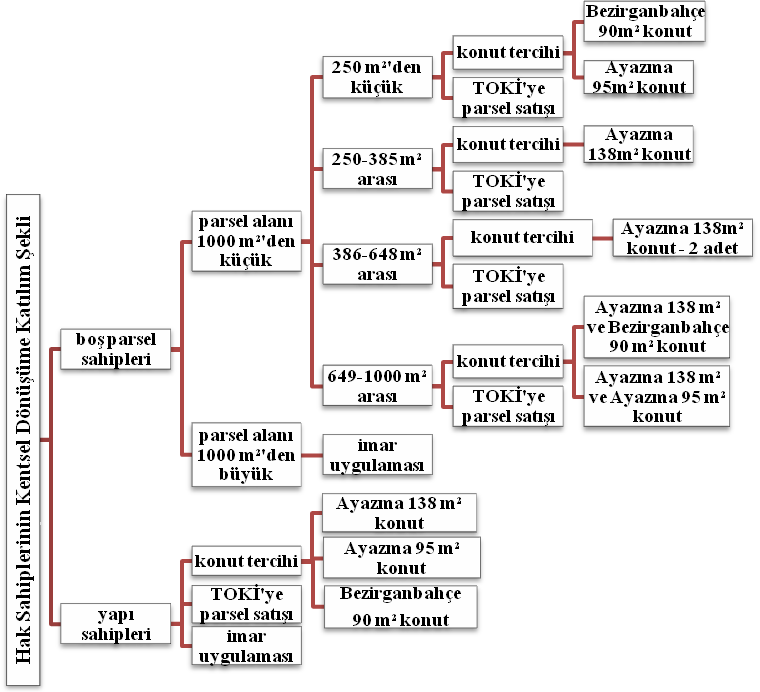 Hak Sahiplerinin Kentsel Dönüşüme Katılım Şekli
boş parsel
sahipleri
parsel alanı
1000 m²'den
küçük
250 m²'den
küçük
konut tercihi
Bezirganbahçe
90m² konut
Ayazma
95m² konut
TOKİ'ye
parsel satışı
250-385 m²
arası
konut tercihi
Ayazma
138m² konut
TOKİ'ye
parsel satışı
386-648 m²
arası
konut tercihi
Ayazma 138m²
konut - 2 adet
TOKİ'ye
parsel satışı
649-1000 m²
arası
konut tercihi
Ayazma 138 m²
ve Bezirganbahçe
90 m² konut
Ayazma 138 m²
ve Ayazma 95 m²
konut
TOKİ'ye
parsel satışı
parsel alanı
1000 m²'den
büyük
imar
uygulaması
yapı
sahipleri
konut tercihi
Ayazma 138 m²
konut
Ayazma 95 m²
konut
Bezirganbahçe
90 m² konut
TOKİ'ye
parsel satışı
imar
uygulaması